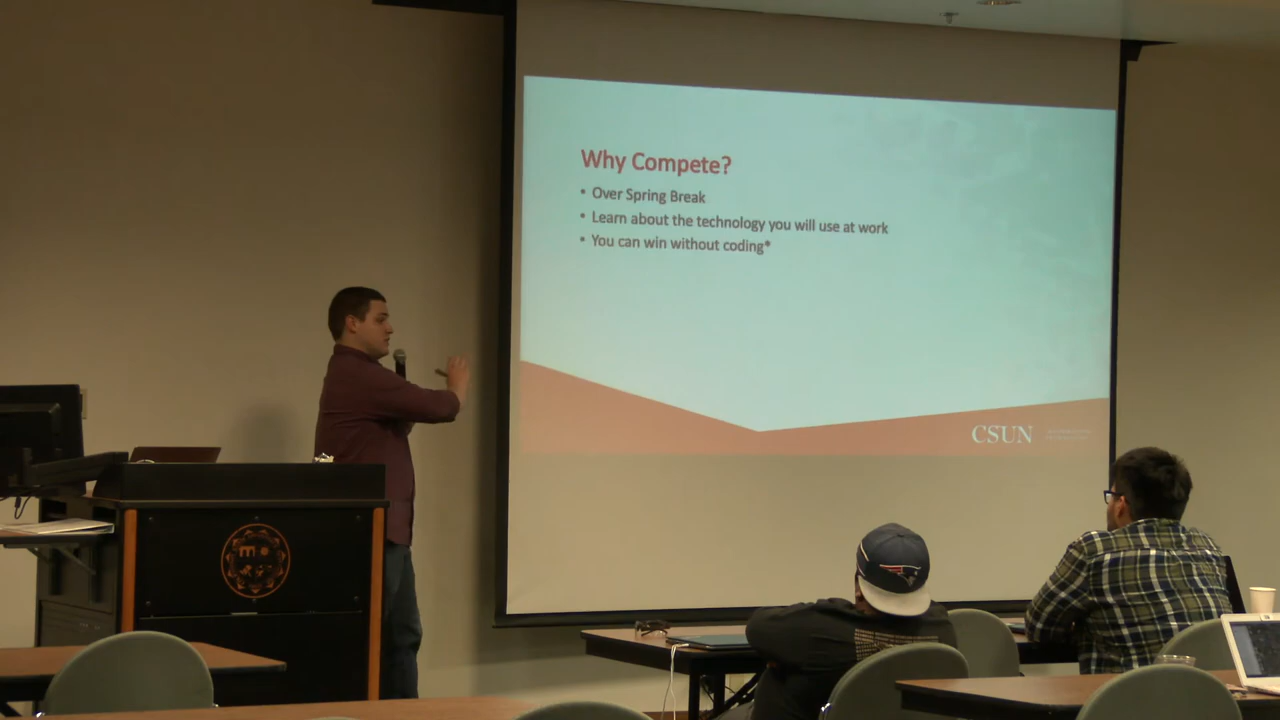 Why Compete?
• Over Spring Break
• Learn about the technology you will use at work
• You can win without coding*
CSUN